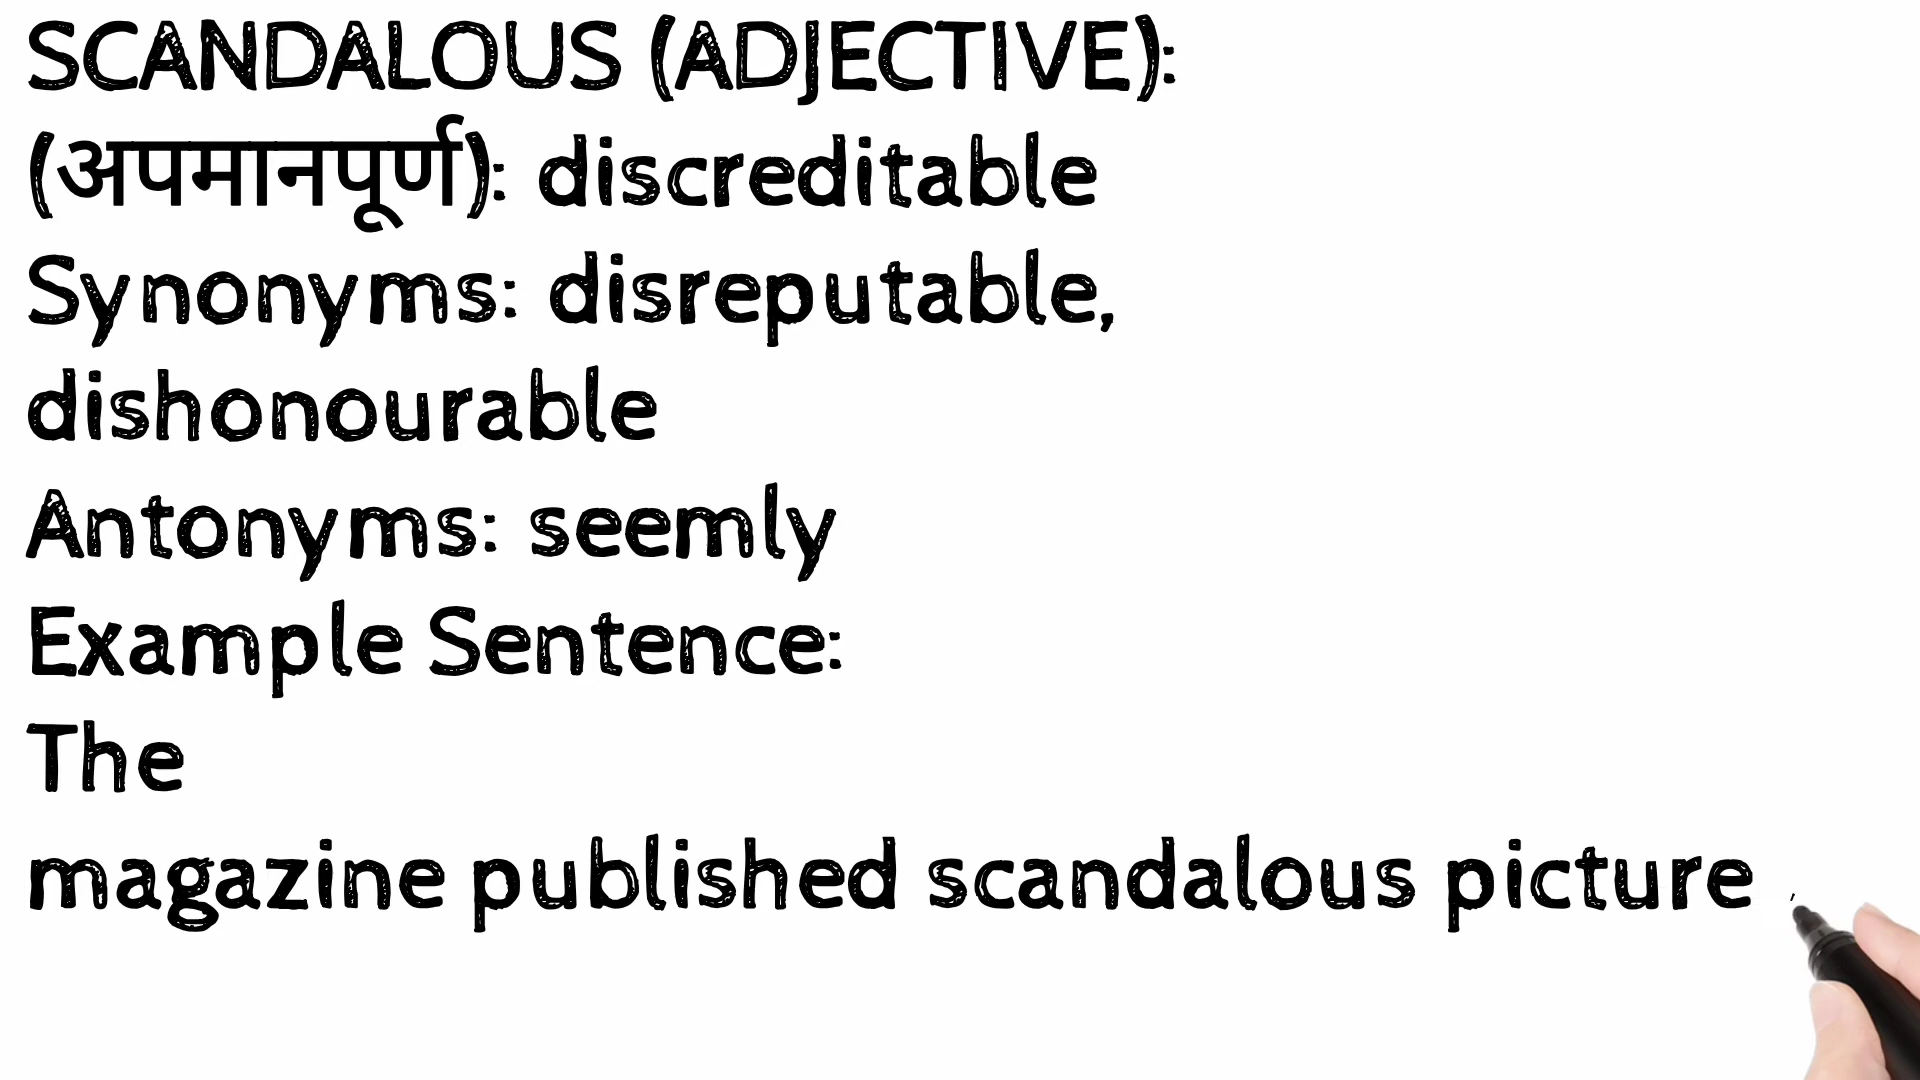 SCANDALOUS (ADJECTIVE):
(अपमानपूर्ण): discreditable
Synonyms: disreputable,
dishonourable
Antonyms: seemly
Example Sentence:
The
magazine published scandalous picture